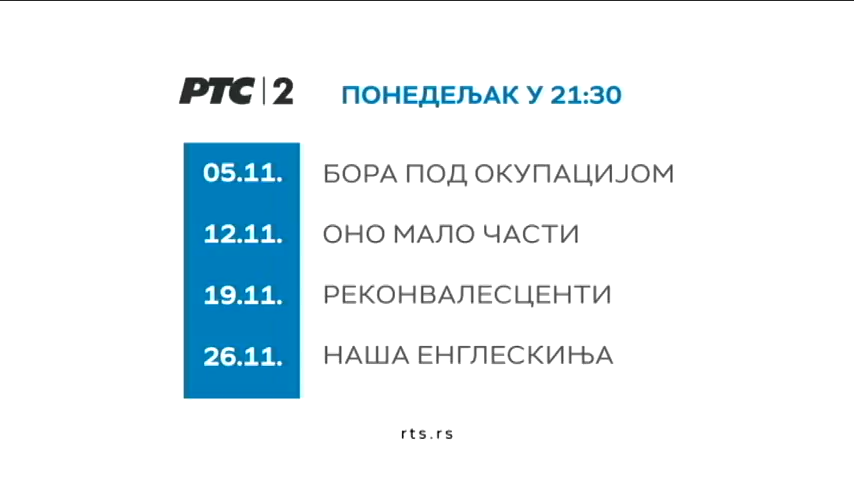 РТС | 2 ПОНЕДЕЉАК У 21:30
05.11. БОРА ПОД ОКУПАЦИЈОМ
12.11. ОНО МАЛО ЧАСТИ
19.11. РЕКОНВАЛЕСЦЕНТИ
26.11. НАША ЕНГЛЕСКИЊА
rts.rs